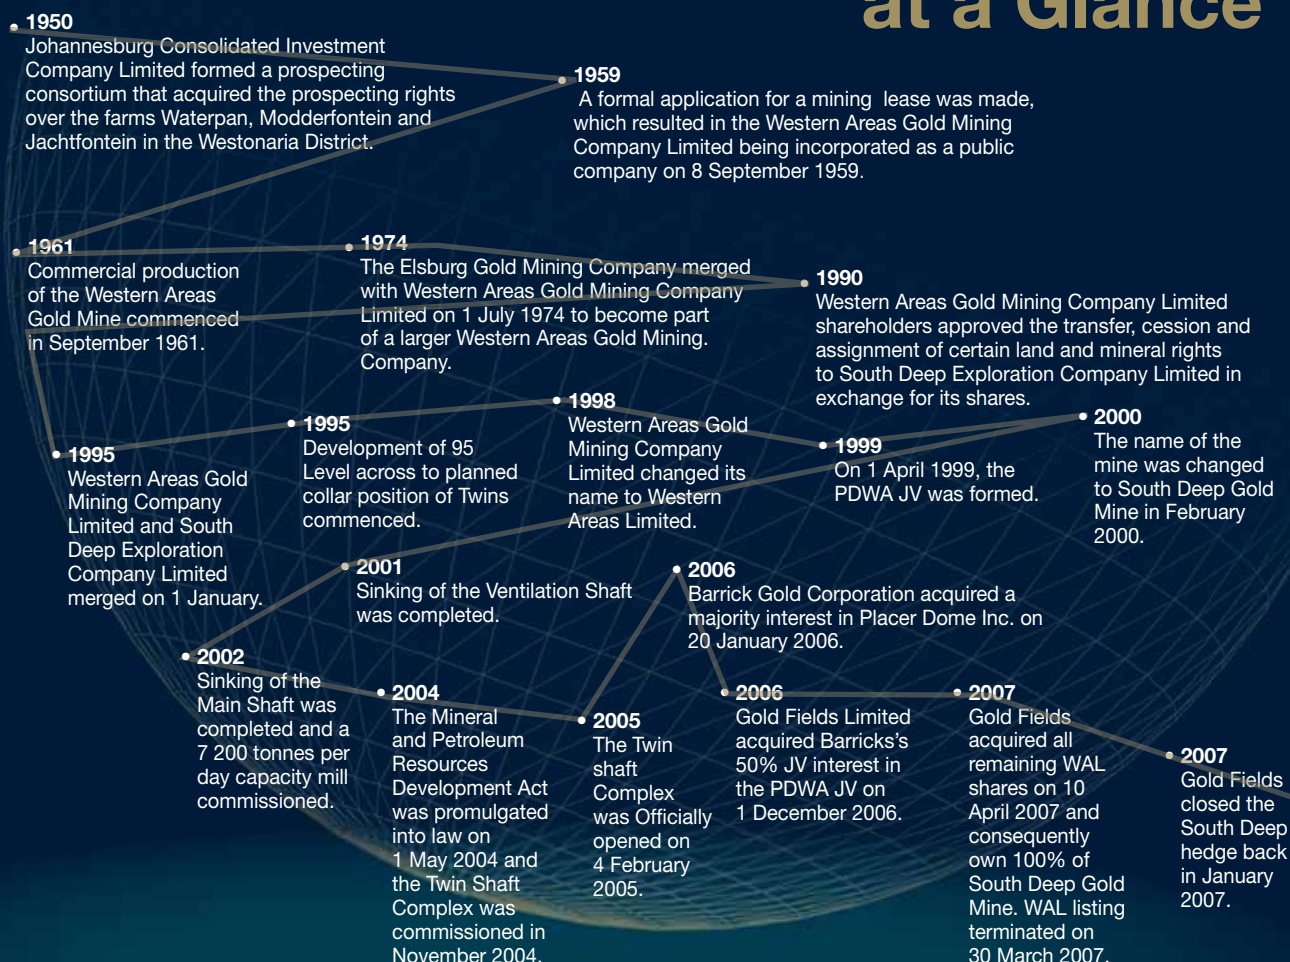 at a Glance
1950
Johannesburg Consolidated Investment
Company Limited formed a prospecting
consortium that acquired the prospecting rights
over the farms Waterpan, Modderfontein and
Jachtfontein in the Westonaria District.
1959
A formal application for a mining lease was made,
which resulted in the Western Areas Gold Mining
Company Limited being incorporated as a public
company on 8 September 1959.
1961
Commercial production
of the Western Areas
Gold Mine commenced
in September 1961.
1974
The Elsburg Gold Mining Company merged
with Western Areas Gold Mining Company
Limited on 1 July 1974 to become part
of a larger Western Areas Gold Mining.
Company.
1990
Western Areas Gold Mining Company Limited
shareholders approved the transfer, cession and
assignment of certain land and mineral rights
to South Deep Exploration Company Limited in
exchange for its shares.
1995
Western Areas Gold
Mining Company
Limited and South
Deep Exploration
Company Limited
merged on 1 January.
1995
Development of 95
Level across to planned
collar position of Twins
commenced.
1998
Western Areas Gold
Mining Company
Limited changed its
name to Western
Areas Limited.
1999
On 1 April 1999, the
PDWA JV was formed.
2000
The name of the
mine was changed
to South Deep Gold
Mine in February
2000.
2001
Sinking of the Ventilation Shaft
was completed.
2002
Sinking of the
Main Shaft was
completed and a
7 200 tonnes per
day capacity mill
commissioned.
2004
The Mineral
and Petroleum
Resources
Development Act
was promulgated
into law on
1 May 2004 and
the Twin Shaft
Complex was
commissioned in
November 2004.
2005
The Twin
shaft
Complex
was Officially
opened on
4 February
2005.
2006
Barrick Gold Corporation acquired a
majority interest in Placer Dome Inc. on
20 January 2006.
2006
Gold Fields Limited
acquired Barricks's
50% JV interest in
the PDWA JV on
1 December 2006.
2007
Gold Fields
acquired all
remaining WAL
shares on 10
April 2007 and
consequently
own 100% of
South Deep Gold
Mine. WAL listing
terminated on
30 March 2007.
2007
Gold Fields
closed the
South Deep
hedge back
in January
2007.